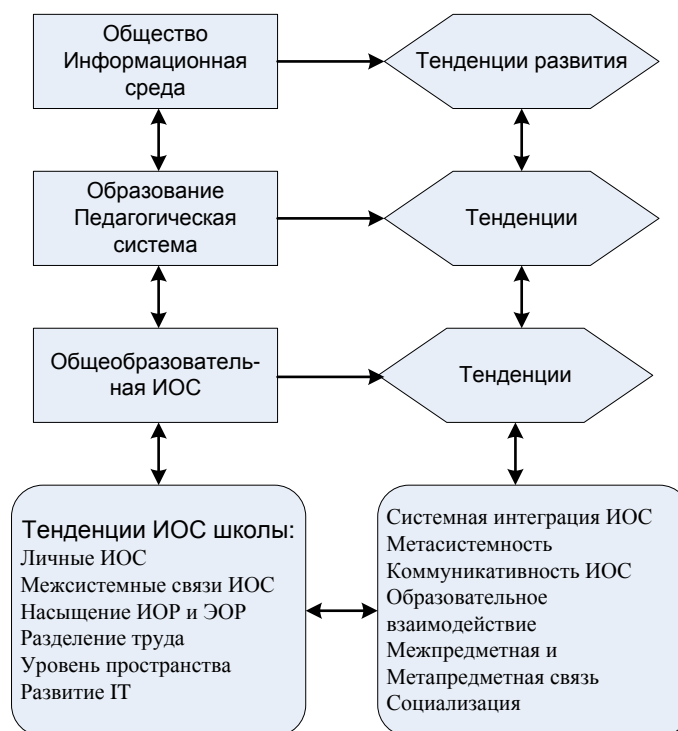 Общество
Информационная
среда
Тенденции развития
Образование
Педагогическая
система
Тенденции
Общеобразователь-
ная ИОС
Тенденции
Тенденции ИОС школы:
Личные ИОС
Межсистемные связи ИОС
Насыщение ИОР и ЭОР
Разделение труда
Уровень пространства
Развитие IT
Системная интеграция ИОС
Метасистемность
Коммуникативность ИОС
Образовательное
взаимодействие
Межпредметная и
Метапредметная связь
Социализация